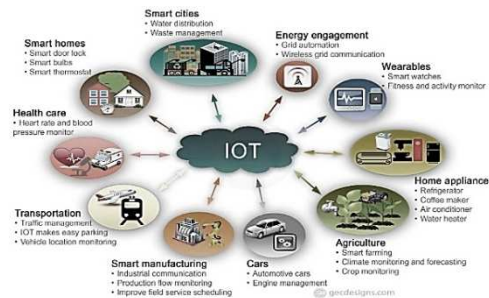 Smart cities
• Water distribution
• Waste management
Energy engagement
• Grid automation
• Wireless grid communication
Smart homes
• Smart door lock
• Smart bulbs
• Smart thermostat
Wearables
• Smart watches
• Fitness and activity monitor
Health care
• Heart rate and blood
pressure monitor
IOT
Home appliance
• Refrigerator
• Coffee maker
• Air conditioner
• Water heater
Transportation
• Traffic management
• IOT makes easy parking
• Vehicle location monitoring
Smart manufacturing
• Industrial communication
• Production flow monitoring
• Improve field service scheduling
Cars
• Automotive cars
• Engine management
Agriculture
• Smart farming
• Climate monitoring and forecasting
• Crop monitoring
gecdesigns.com